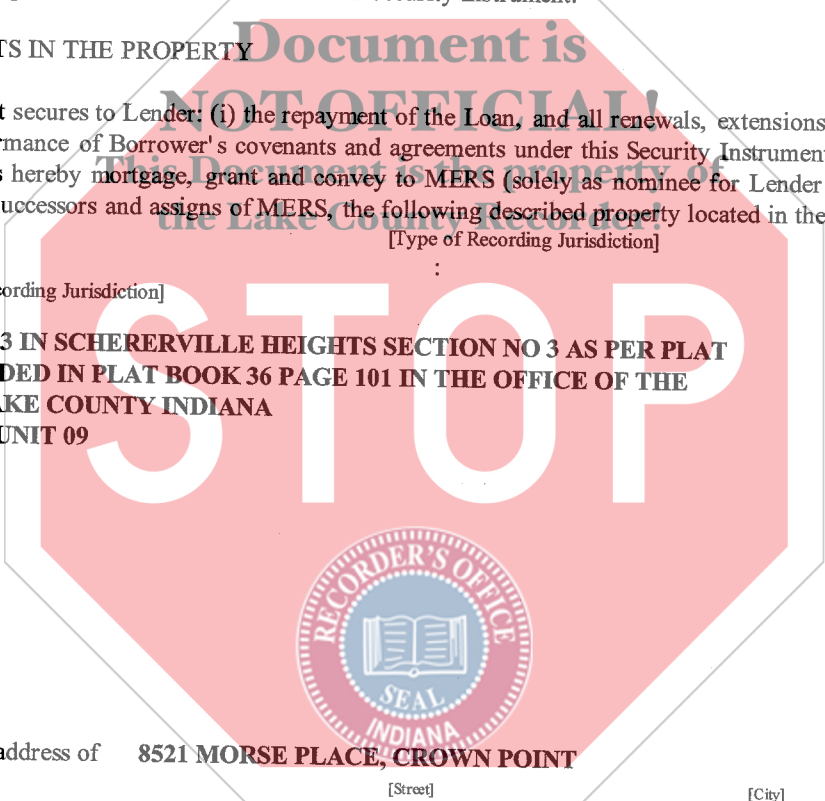 TS IN THE PROPERTY
Document is
NOT OFFICIAL!
This Document is the property of
the Lake County Recorder!
t secures to Lender: (i) the repayment of the Loan, and all renewals, extensions
rmance of Borrower's covenants and agreements under this Security Instrument
s hereby mortgage, grant and convey to MERS (solely as nominee for Lender
uccessors and assigns of MERS, the following described property located in the
[Type of Recording Jurisdiction]
:
ording Jurisdiction]
STOP
3 IN SCHERERVILLE HEIGHTS SECTION NO 3 AS PER PLAT
DED IN PLAT BOOK 36 PAGE 101 IN THE OFFICE OF THE
AKE COUNTY INDIANA
UNIT 09
RECORDER'S OFFICE
SEAL
INDIANA
address of 8521 MORSE PLACE, CROWN POINT
[Street] [City]